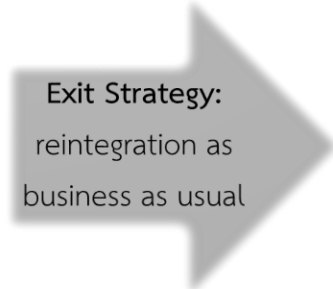 Exit Strategy:
reintegration as
business as usual